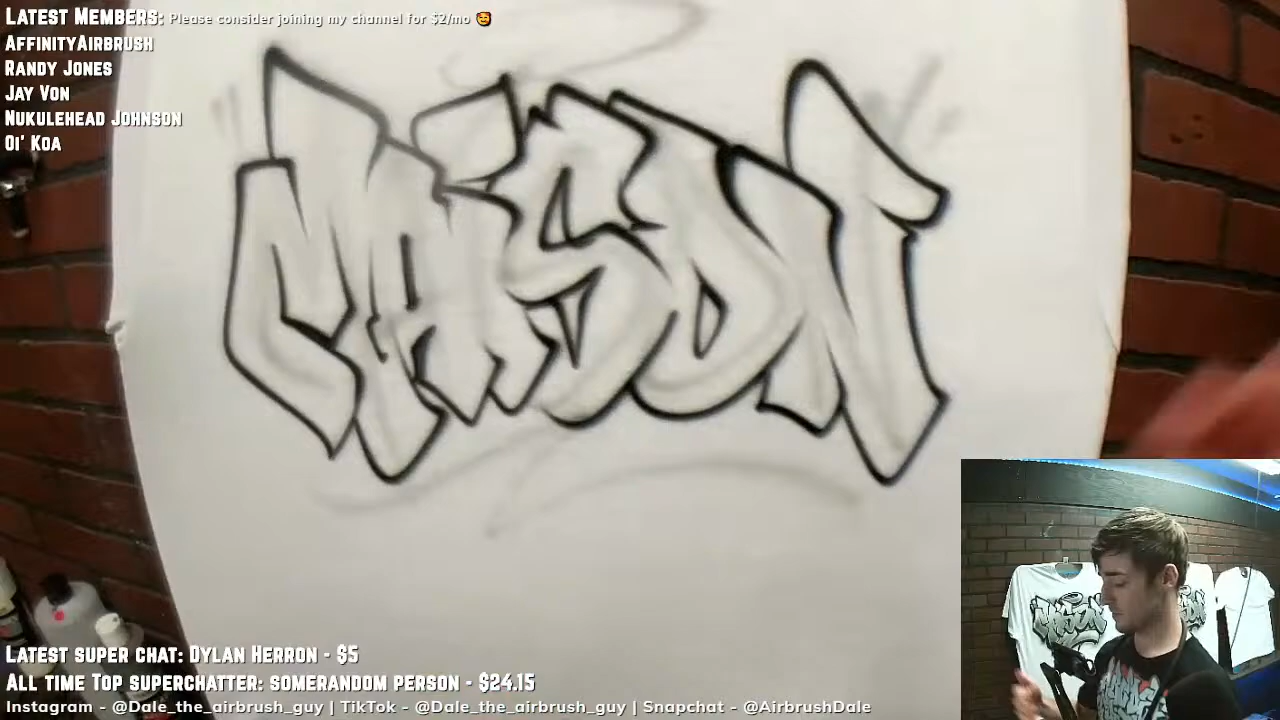 Latest Members: Please consider joining my channel for $2/mo
AffinityAirbrush
Randy Jones
Jay Von
Nukulehead Johnson
Oi' Koa
MASON
Latest super chat: Dylan Herron - $5
All time Top superchatter: somerandom person - $24.15
Instagram - @Dale_the_airbrush_guy | TikTok - @Dale_the_airbrush_guy | Snapchat - @AirbrushDale